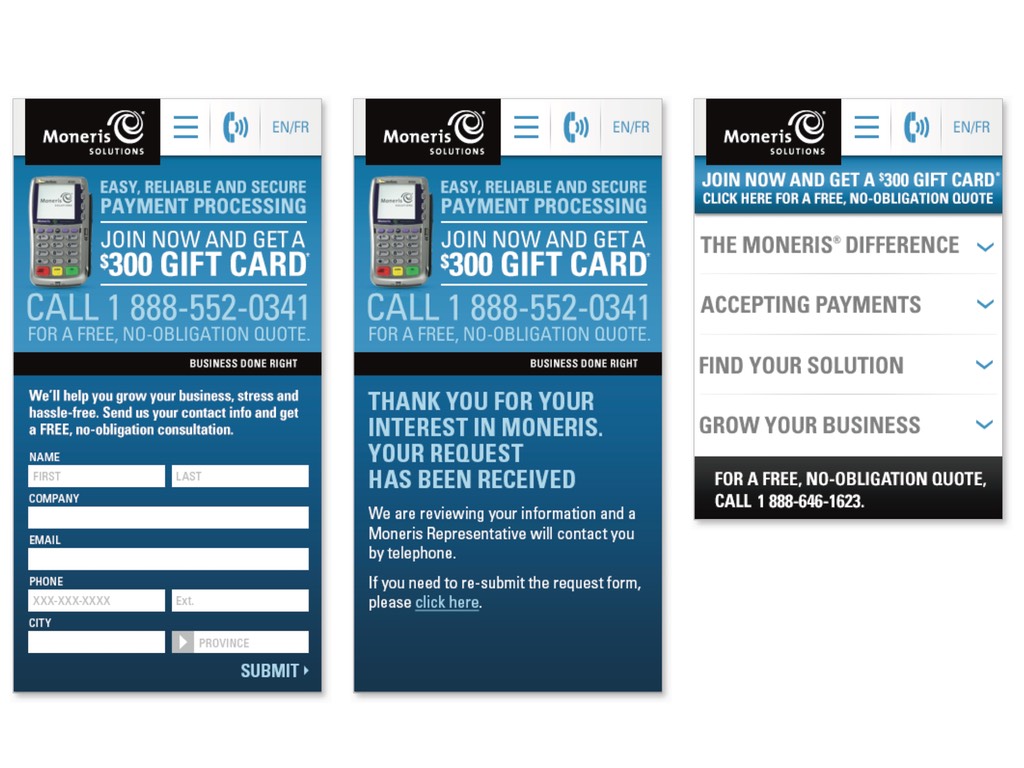 Moneris
SOLUTIONS
EN/FR
Moneris
SOLUTIONS
EASY, RELIABLE AND SECURE
PAYMENT PROCESSING
JOIN NOW AND GET A
$300 GIFT CARD*
CALL 1 888-552-0341
FOR A FREE, NO-OBLIGATION QUOTE.
BUSINESS DONE RIGHT
We'll help you grow your business, stress and
hassle-free. Send us your contact info and get
a FREE, no-obligation consultation.
NAME
FIRST LAST
COMPANY
EMAIL
PHONE
XXX-XXX-XXXX Ext.
CITY
PROVINCE
SUBMIT
Moneris
SOLUTIONS
EN/FR
Moneris
SOLUTIONS
EASY, RELIABLE AND SECURE
PAYMENT PROCESSING
JOIN NOW AND GET A
$300 GIFT CARD*
CALL 1 888-552-0341
FOR A FREE, NO-OBLIGATION QUOTE.
BUSINESS DONE RIGHT
THANK YOU FOR YOUR
INTEREST IN MONERIS.
YOUR REQUEST
HAS BEEN RECEIVED
We are reviewing your information and a
Moneris Representative will contact you
by telephone.
If you need to re-submit the request form,
please click here.
Moneris
SOLUTIONS
EN/FR
JOIN NOW AND GET A $300 GIFT CARD*
CLICK HERE FOR A FREE, NO-OBLIGATION QUOTE
THE MONERIS® DIFFERENCE
ACCEPTING PAYMENTS
FIND YOUR SOLUTION
GROW YOUR BUSINESS
FOR A FREE, NO-OBLIGATION QUOTE,
CALL 1 888-646-1623.